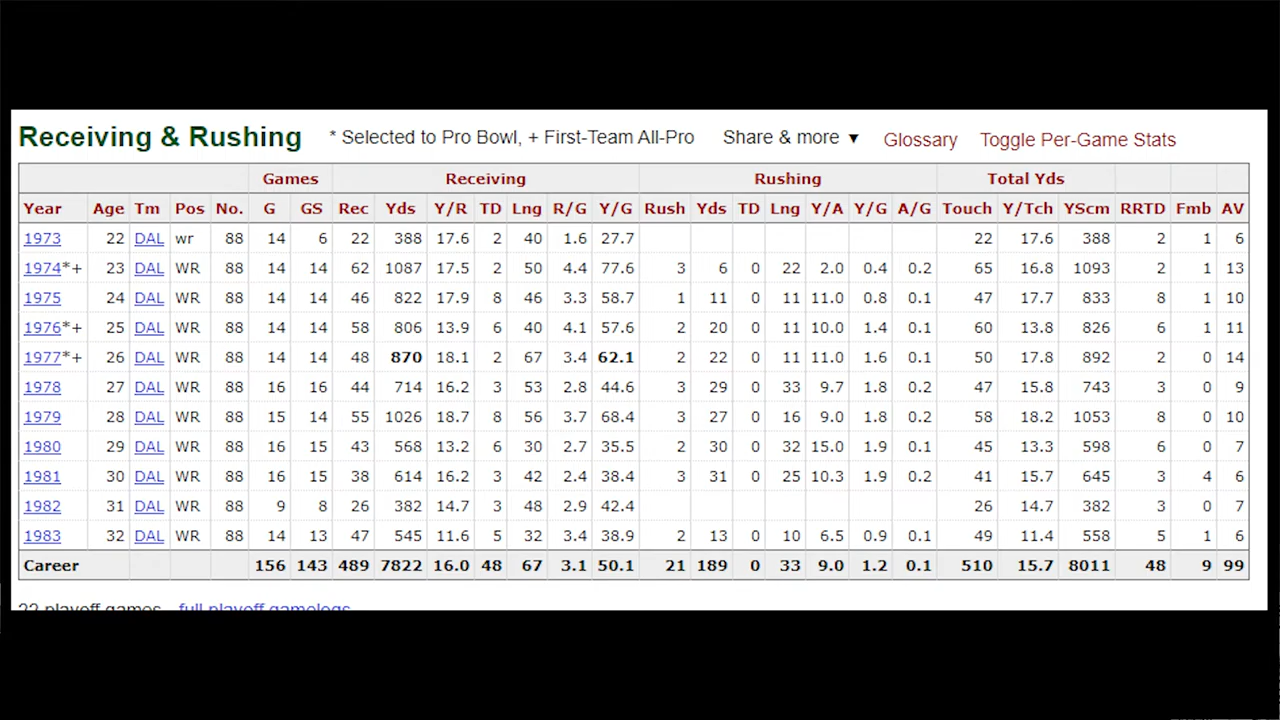 Receiving & Rushing * Selected to Pro Bowl, + First-Team All-Pro Share & more ▼ Glossary Toggle Per-Game Stats
Games Receiving Rushing Total Yds
Year Age Tm Pos No. G GS Rec Yds Y/R TD Lng R/G Y/G Rush Yds TD Lng Y/A Y/G A/G Touch Y/Tch YScm RRTD Fmb AV
1973 22 DAL wr 88 14 6 22 388 17.6 2 40 1.6 27.7 22 17.6 388 2 1 6
1974*+ 23 DAL WR 88 14 14 62 1087 17.5 2 50 4.4 77.6 3 6 0 22 2.0 0.4 0.2 65 16.8 1093 2 1 13
1975 24 DAL WR 88 14 14 46 822 17.9 8 46 3.3 58.7 1 11 0 11 11.0 0.8 0.1 47 17.7 833 8 1 10
1976*+ 25 DAL WR 88 14 14 58 806 13.9 6 40 4.1 57.6 2 20 0 11 10.0 1.4 0.1 60 13.8 826 6 1 11
1977*+ 26 DAL WR 88 14 14 48 870 18.1 2 67 3.4 62.1 2 22 0 11 11.0 1.6 0.1 50 17.8 892 2 0 14
1978 27 DAL WR 88 16 16 44 714 16.2 3 53 2.8 44.6 3 29 0 33 9.7 1.8 0.2 47 15.8 743 3 0 9
1979 28 DAL WR 88 15 14 55 1026 18.7 8 56 3.7 68.4 3 27 0 16 9.0 1.8 0.2 58 18.2 1053 8 0 10
1980 29 DAL WR 88 16 15 43 568 13.2 6 30 2.7 35.5 2 30 0 32 15.0 1.9 0.1 45 13.3 598 6 0 7
1981 30 DAL WR 88 16 15 38 614 16.2 3 42 2.4 38.4 3 31 0 25 10.3 1.9 0.2 41 15.7 645 3 4 6
1982 31 DAL WR 88 9 8 26 382 14.7 3 48 2.9 42.4 26 14.7 382 3 0 7
1983 32 DAL WR 88 14 13 47 545 11.6 5 32 3.4 38.9 2 13 0 10 6.5 0.9 0.1 49 11.4 558 5 1 6
Career 156 143 489 7822 16.0 48 67 3.1 50.1 21 189 0 33 9.0 1.2 0.1 510 15.7 8011 48 9 99
22 playoff games full playoff gamelogs